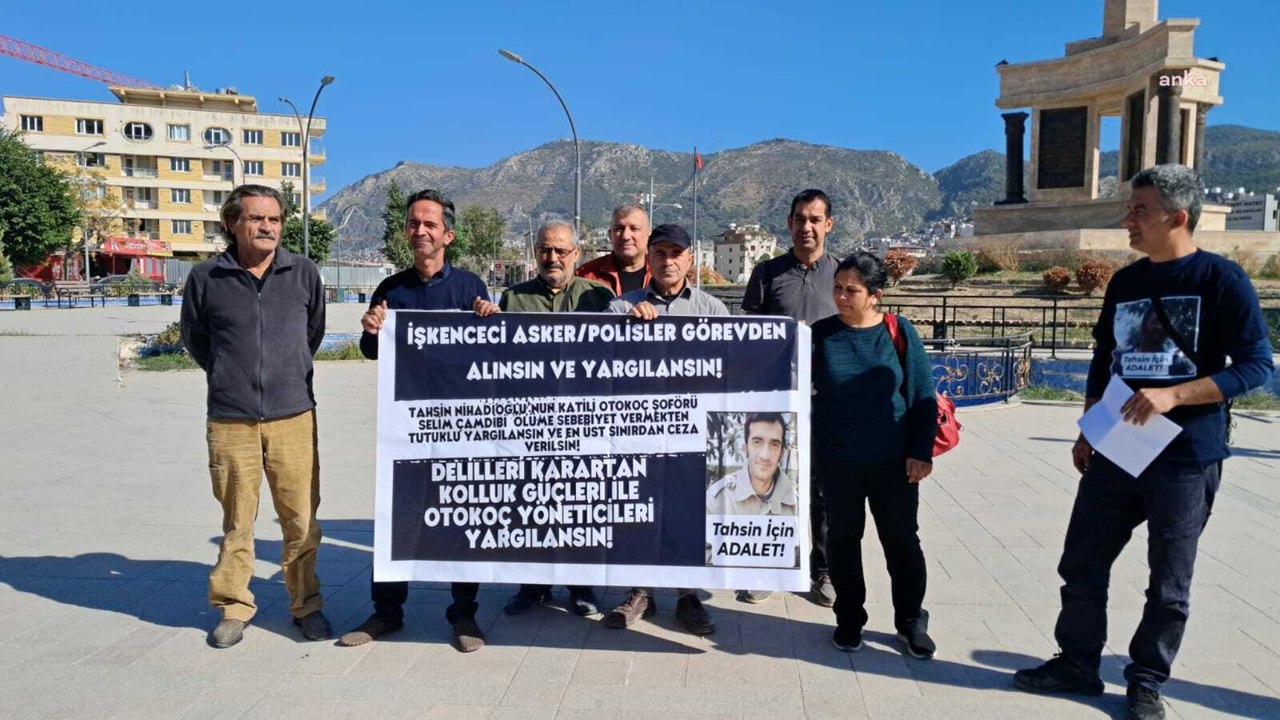 anka
İŞKENCECİ ASKER/POLİSLER GÖREVDEN
ALINSIN VE YARGILANSIN!
TAHSİN NİHADİOĞLU'NUN KATİLİ OTOKOÇ ŞOFÖRÜ
SELİM ÇAMDİBİ ÖLÜME SEBEBİYET VERMEKTEN
TUTUKLU YARGILANSIN VE EN ÜST SINIRDAN CEZA
VERİLSİN!
DELİLLERİ KARARTAN
KOLLUK GÜÇLERİ İLE
OTOKOÇ YÖNETİCİLERİ
YARGILANSIN!
Tahsin İçin
ADALET!
Tahsin İçin
ADALET!